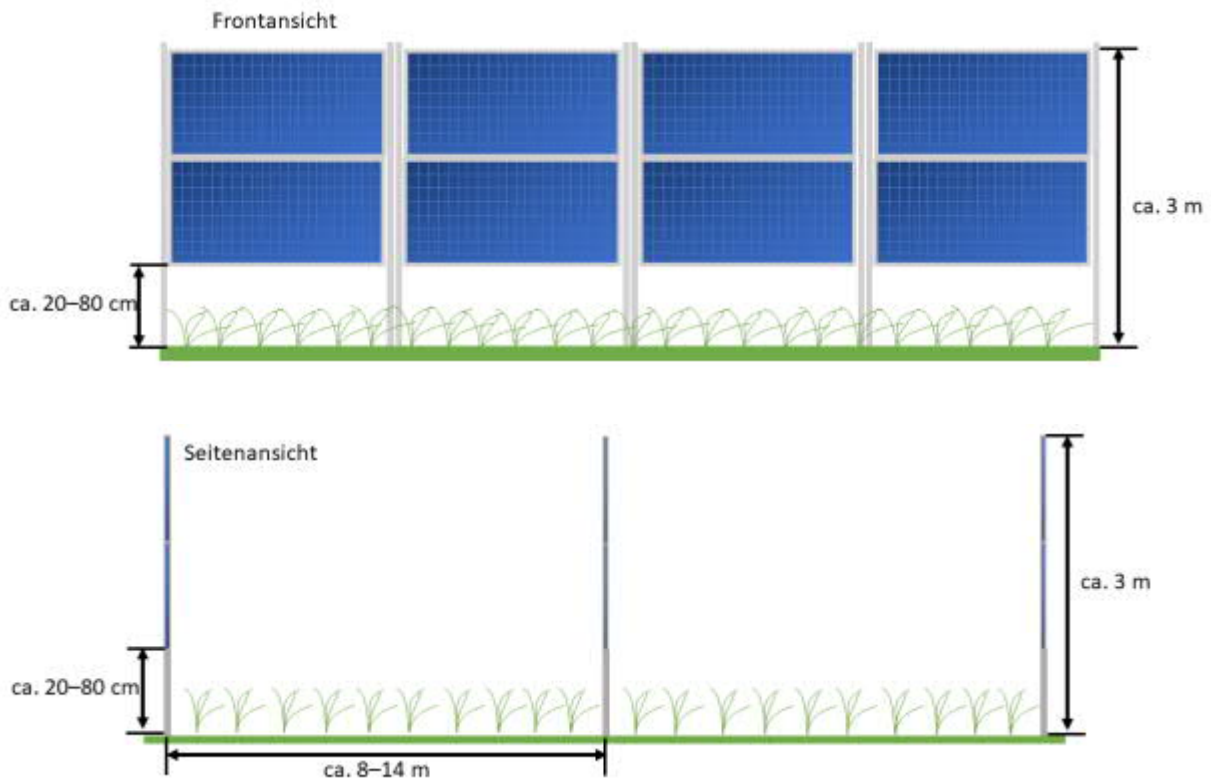 Frontansicht
ca. 3 m
ca. 20–80 cm
Seitenansicht
ca. 3 m
ca. 20–80 cm
ca. 8–14 m